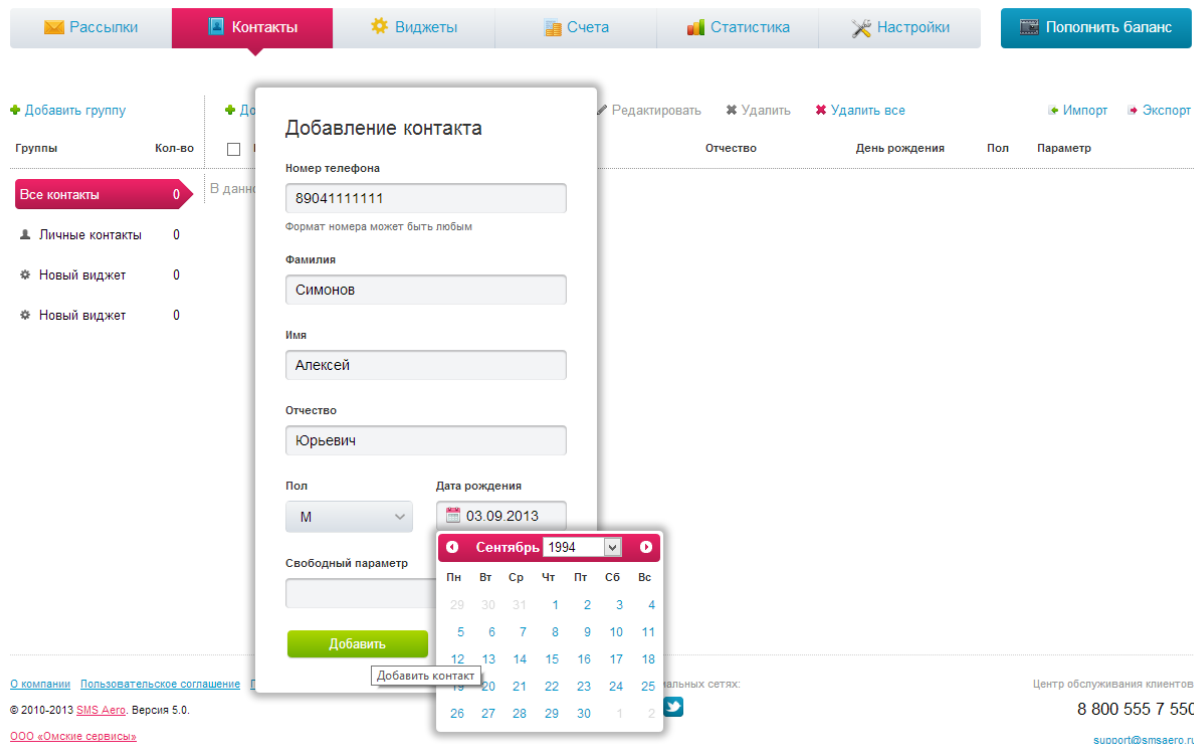 Рассылки Контакты Виджеты Счета Статистика Настройки Пополнить баланс
Добавить группу
Редактировать Удалить Удалить все Импорт Экспорт
Группы Кол-во Отчество День рождения Пол Параметр
Все контакты 0
Личные контакты 0
Новый виджет 0
Новый виджет 0
Добавление контакта
Номер телефона
89041111111
Формат номера может быть любым
Фамилия
Симонов
Имя
Алексей
Отчество
Юрьевич
Пол Дата рождения
М 03.09.2013
Свободный параметр
Сентябрь 1994
Пн Вт Ср Чт Пт Сб Вс
29 30 31 1 2 3 4
5 6 7 8 9 10 11
12 13 14 15 16 17 18
19 20 21 22 23 24 25
26 27 28 29 30 1 2
Добавить
Добавить контакт
О компании Пользовательское соглашение
© 2010-2013 SMS Aero. Версия 5.0.
ООО «Омские сервисы»
сетях:
Центр обслуживания клиентов
8 800 555 7 550
support@smsaero.ru